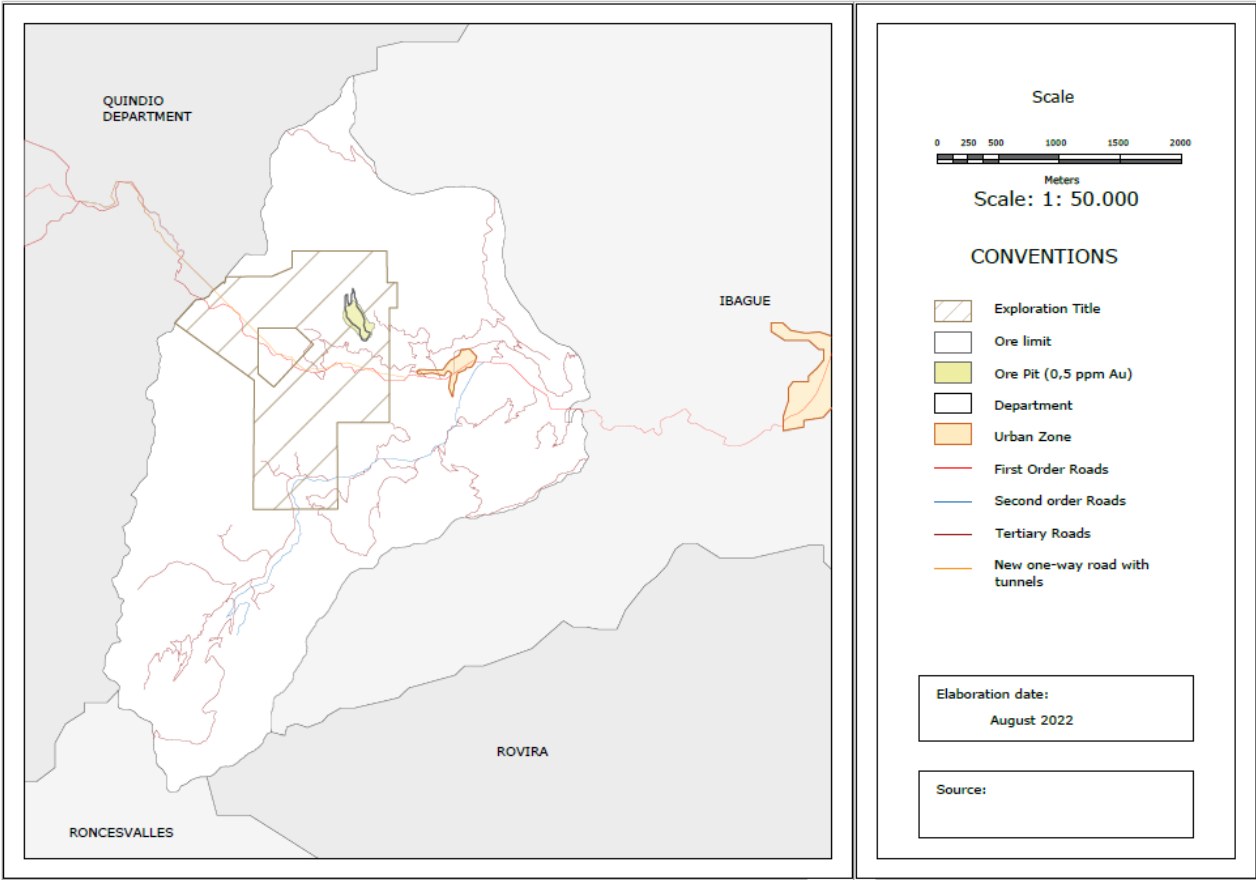 QUINDIO
DEPARTMENT
IBAGUE
ROVIRA
RONCESVALLES
Scale
0 250 500 1000 1500 2000
Meters
Scale: 1: 50.000
CONVENTIONS
Exploration Title
Ore limit
Ore Pit (0,5 ppm Au)
Department
Urban Zone
First Order Roads
Second order Roads
Tertiary Roads
New one-way road with
tunnels
Elaboration date:
August 2022
Source: